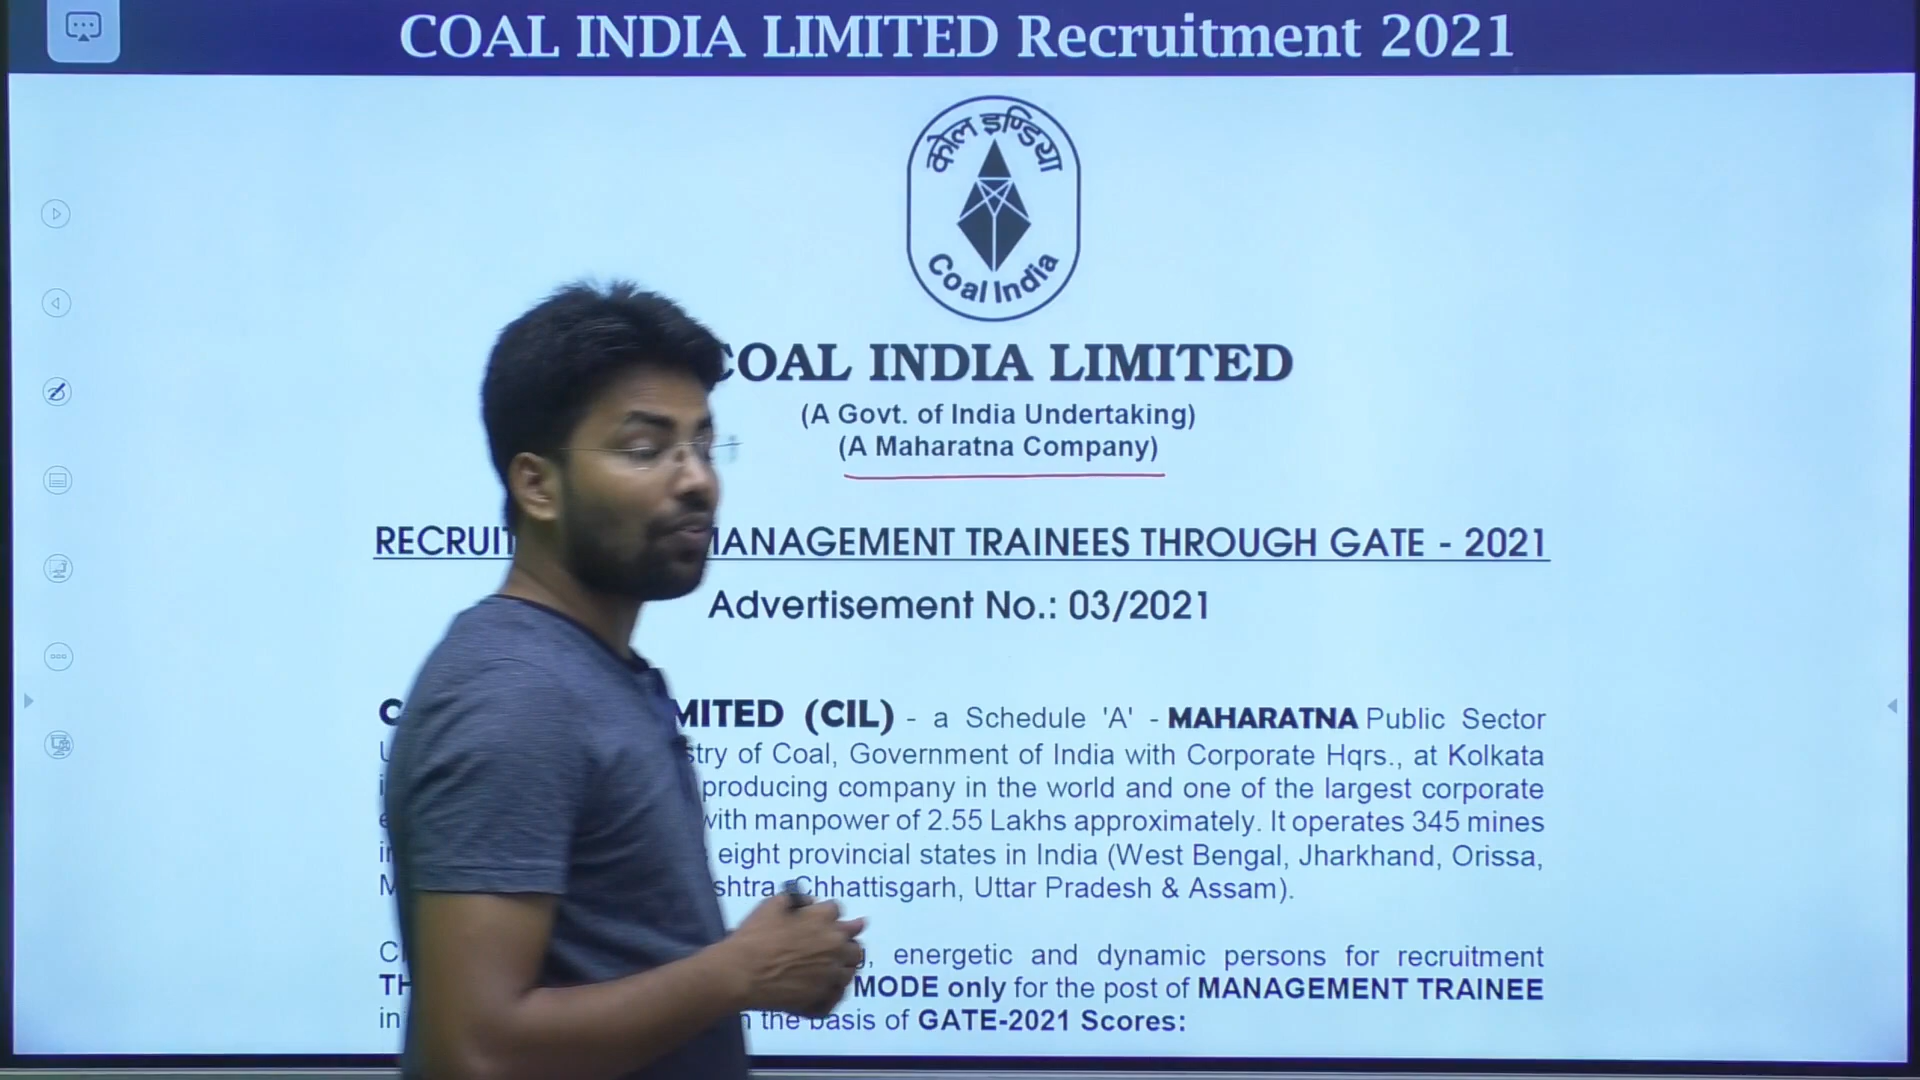 COAL INDIA LIMITED Recruitment 2021
कोल इण्डिया
Coal India
COAL INDIA LIMITED
(A Govt. of India Undertaking)
(A Maharatna Company)
MANAGEMENT TRAINEES THROUGH GATE - 2021
Advertisement No.: 03/2021
(CIL) - a Schedule 'A' - MAHARATNA Public Sector
of Coal, Government of India with Corporate Hqrs., at Kolkata
producing company in the world and one of the largest corporate
with manpower of 2.55 Lakhs approximately. It operates 345 mines
eight provincial states in India (West Bengal, Jharkhand, Orissa,
Chhattisgarh, Uttar Pradesh & Assam).
energetic and dynamic persons for recruitment
MODE only for the post of MANAGEMENT TRAINEE
the basis of GATE-2021 Scores: